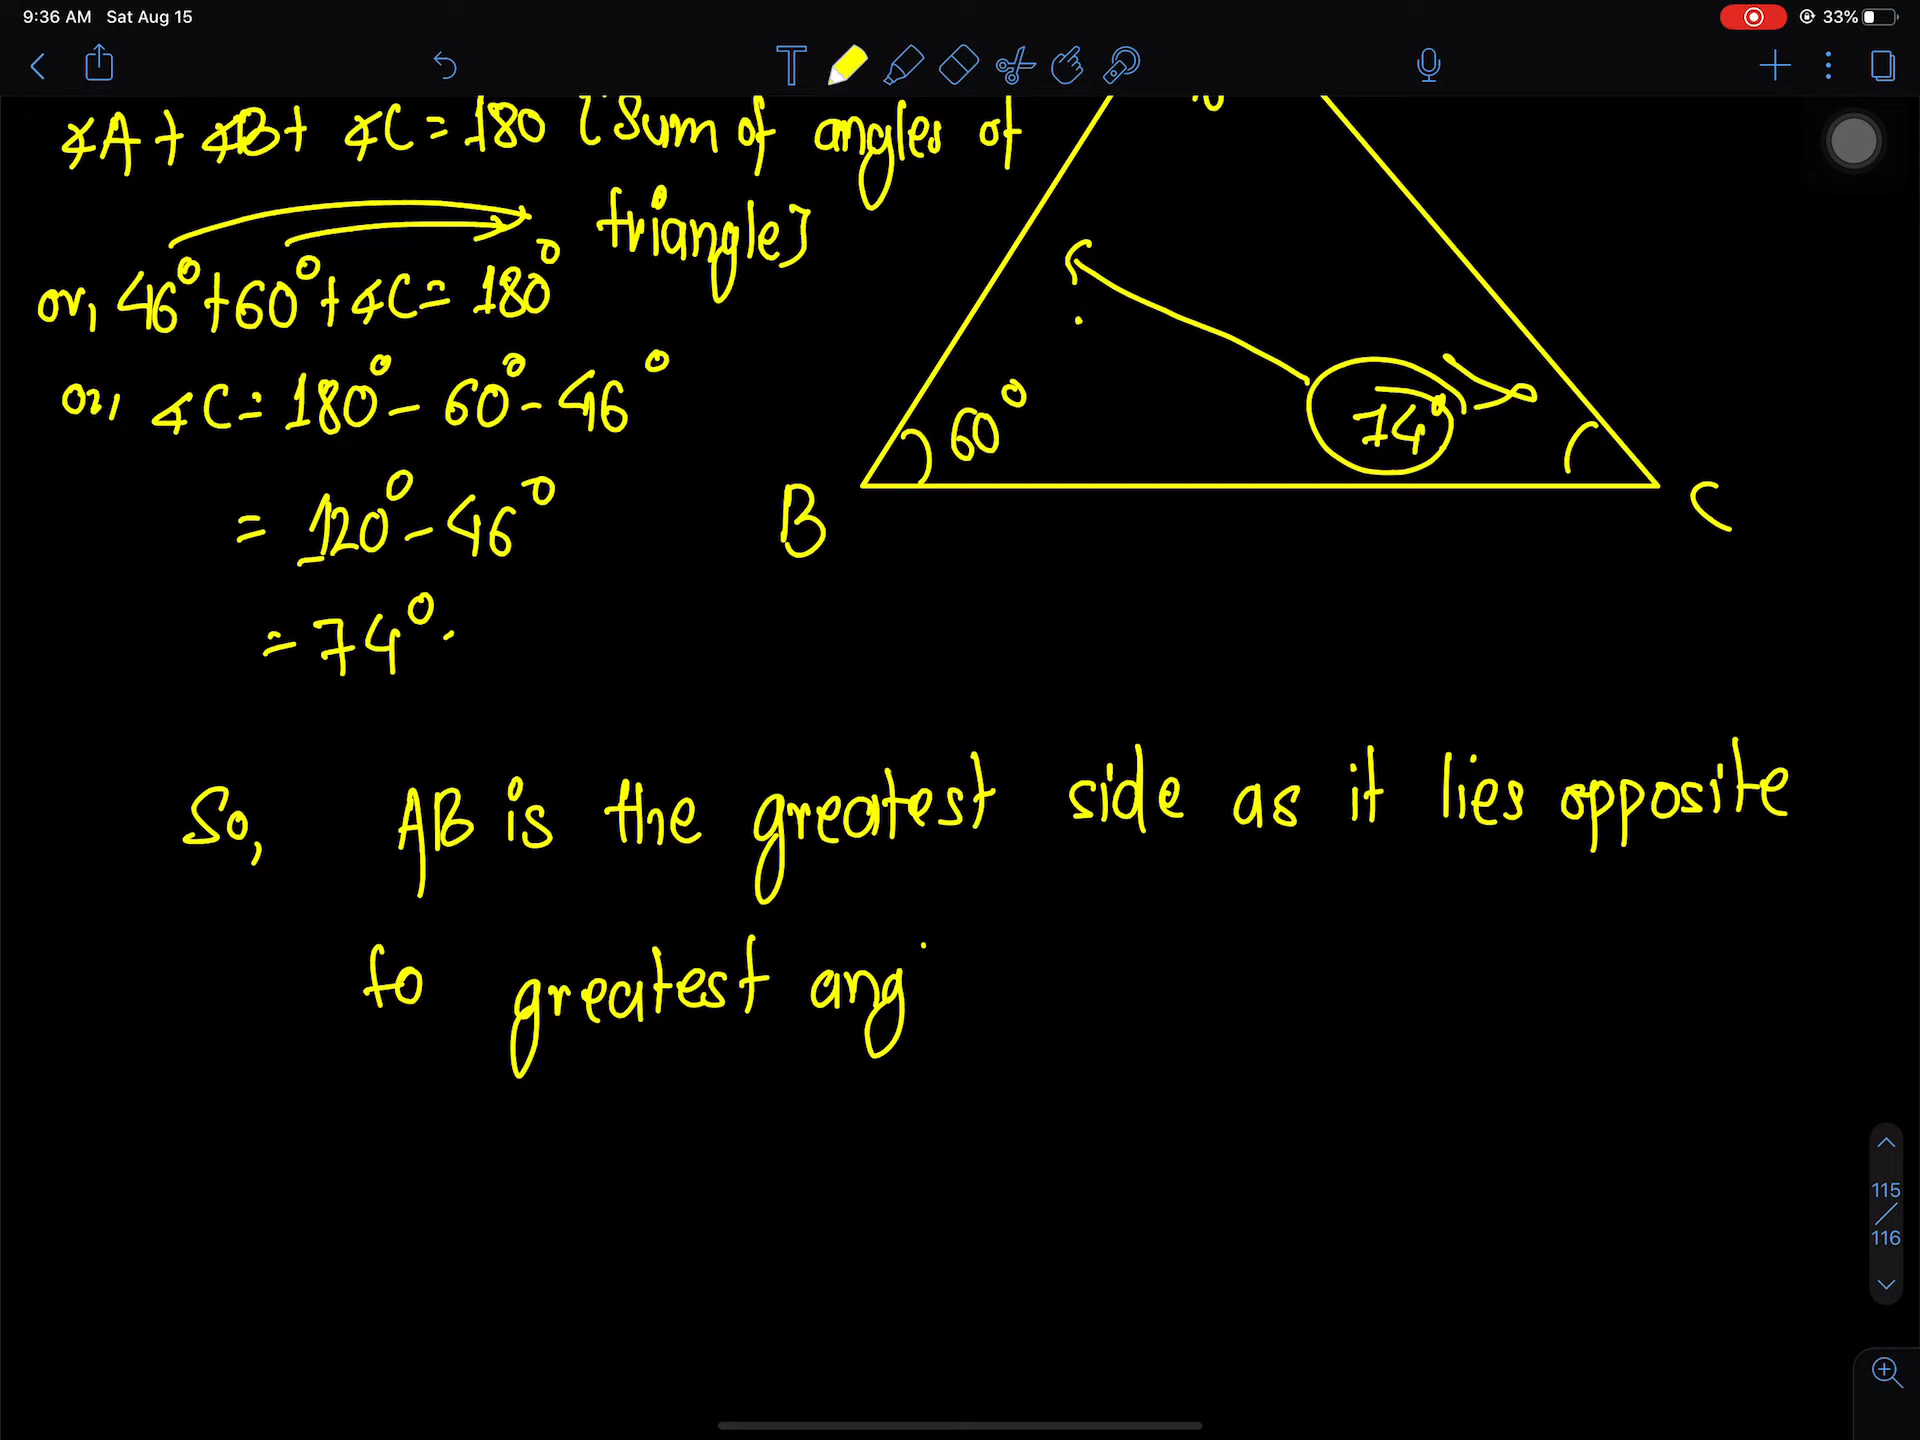 9:36 AM Sat Aug 15
33%
∡A + ∡B + ∡C = 180 [Sum of angles of
triangle]
or, 46° + 60° + ∡C = 180°
or, ∡C = 180° - 60° - 46°
= 120° - 46°
= 74°.
60°
74°
B
C
So, AB is the greatest side as it lies opposite
to greatest ang
115
116